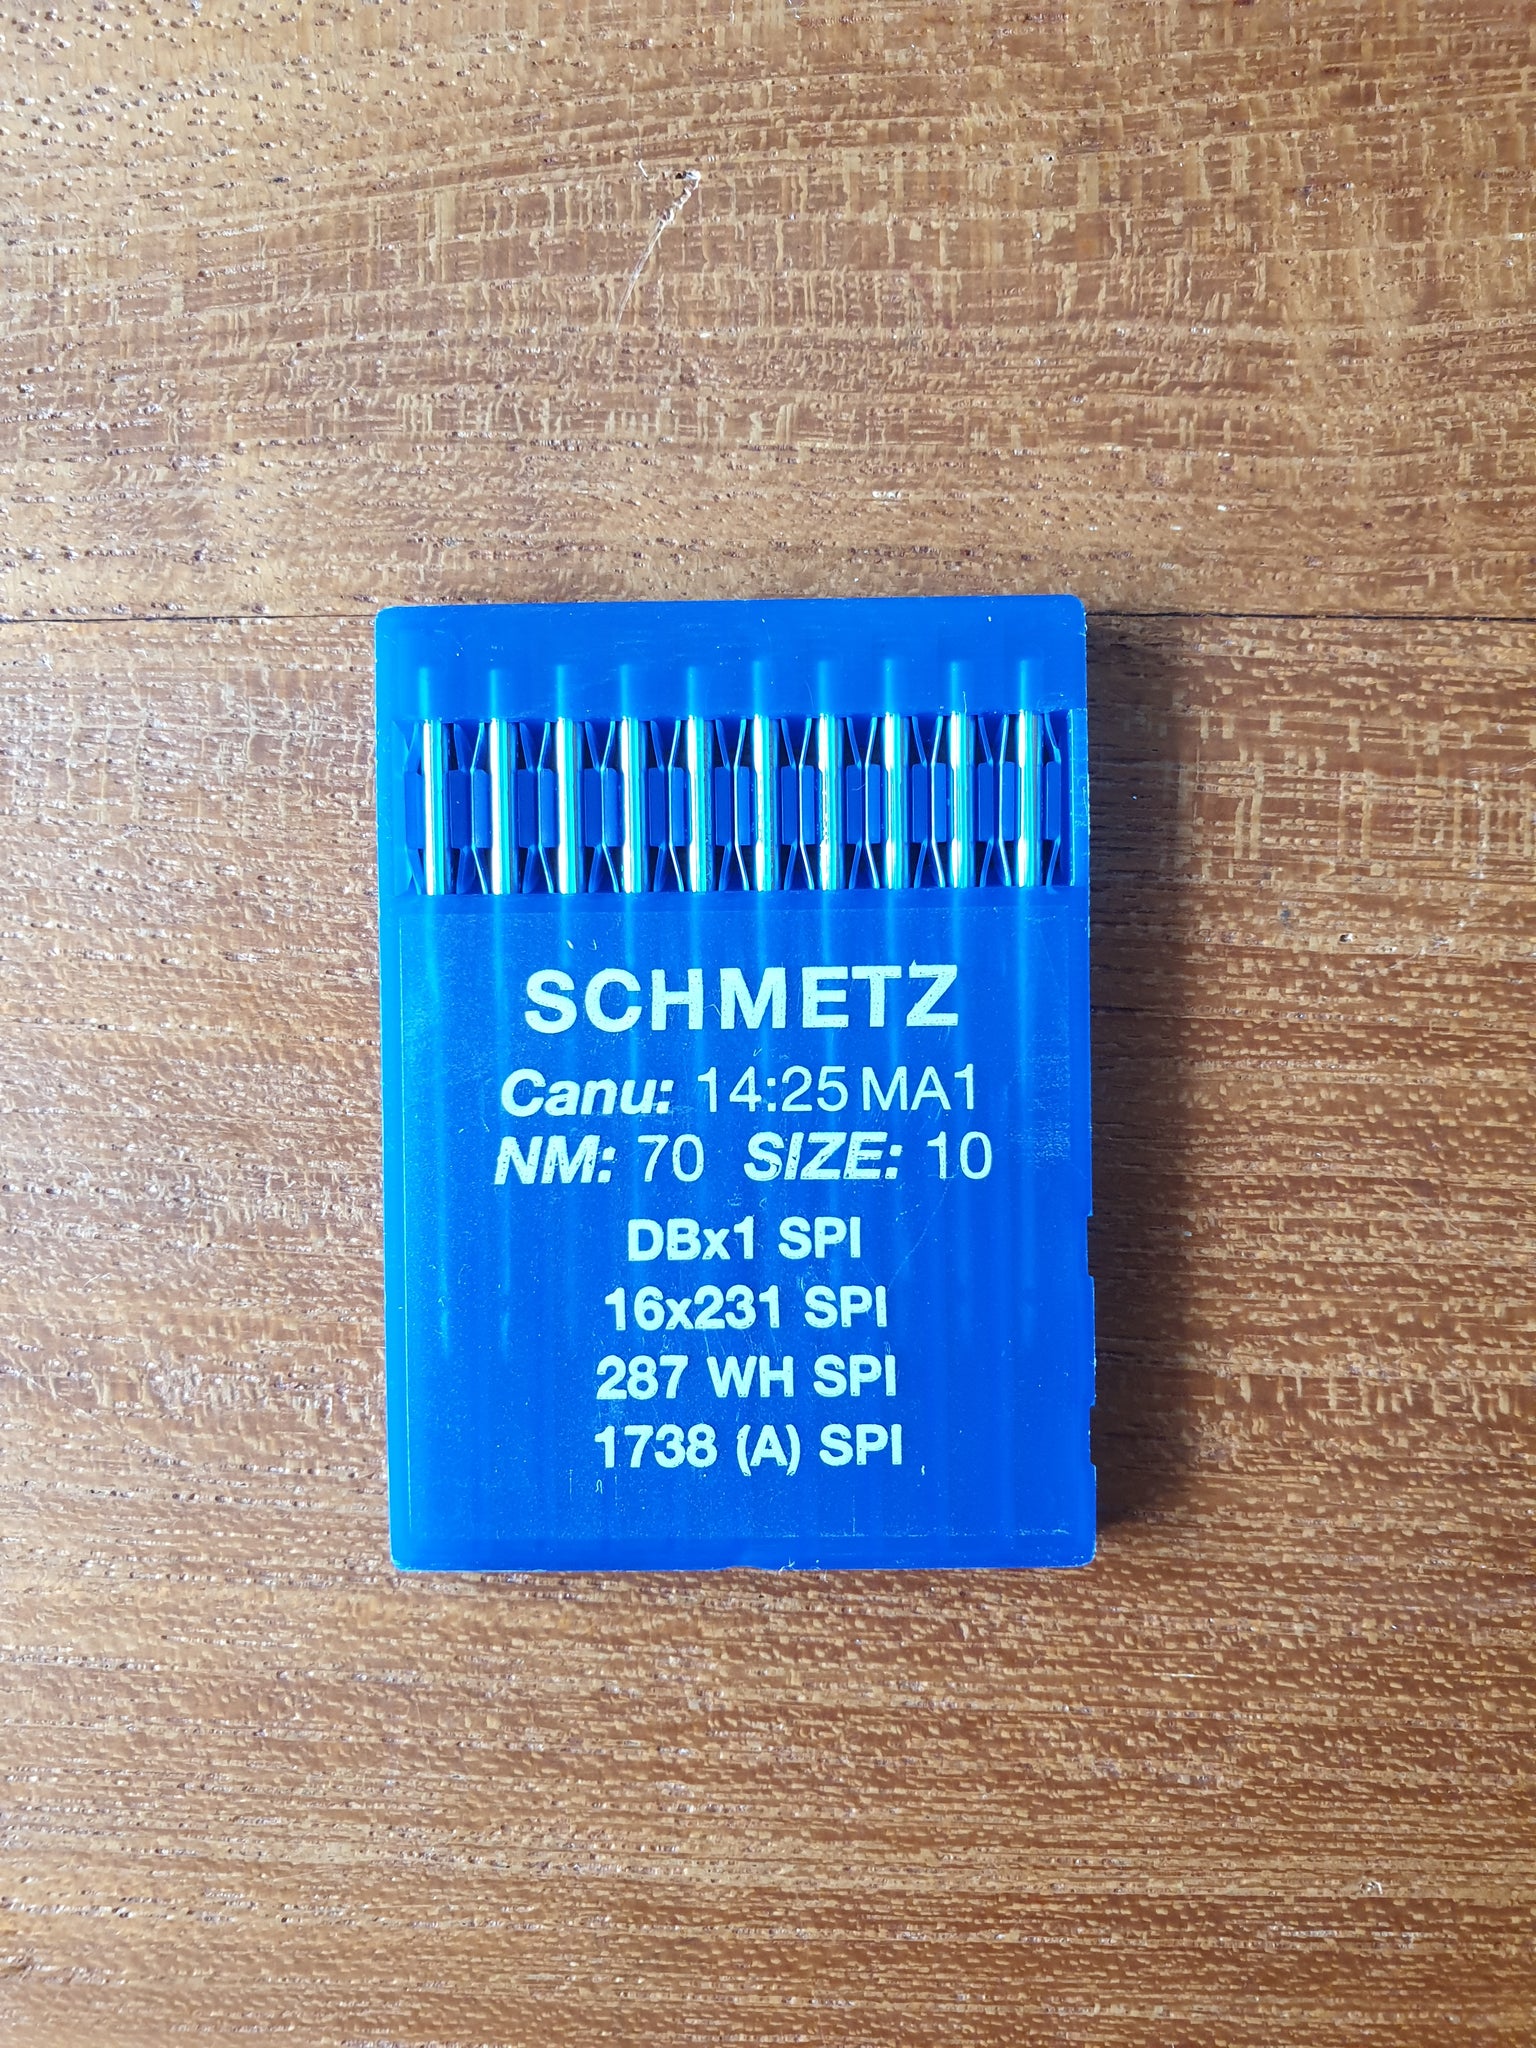 SCHMETZ
Canu: 14:25 MA1
NM: 70 SIZE: 10
DBx1 SPI
16x231 SPI
287 WH SPI
1738 (A) SPI